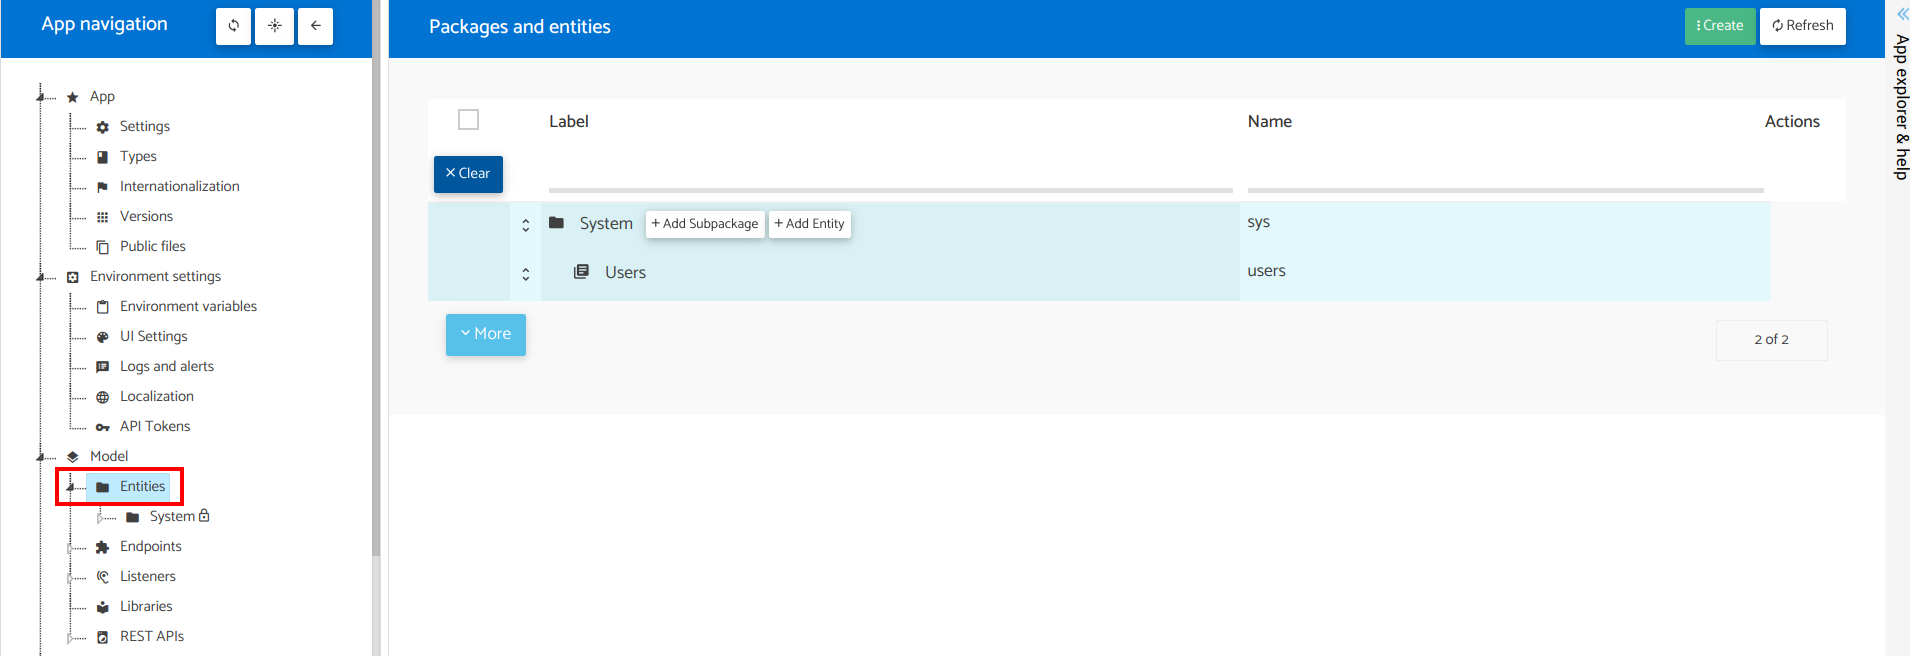 App navigation
App
Settings
Types
Internationalization
Versions
Public files
Environment settings
Environment variables
UI Settings
Logs and alerts
Localization
API Tokens
Model
Entities
System
Endpoints
Listeners
Libraries
REST APIs
Packages and entities
Create
Refresh
Label
Name
Actions
Clear
System
Add Subpackage
Add Entity
sys
Users
users
More
2 of 2
App explorer & help